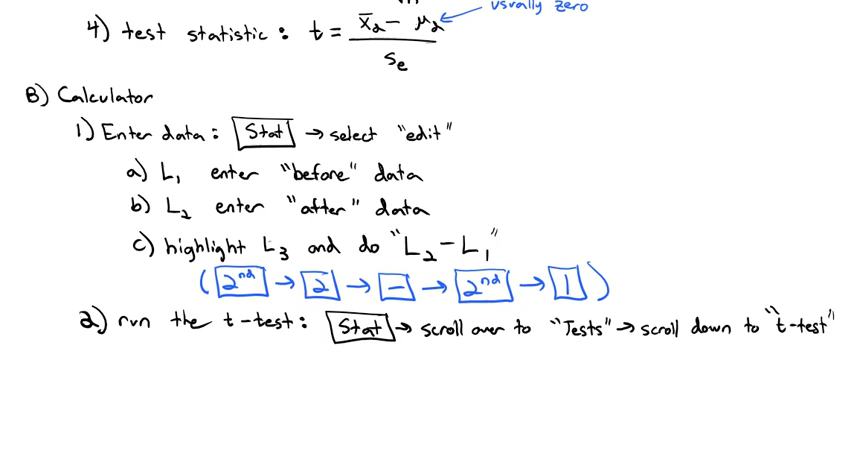 usually zero
4) test statistic : t = (x̄₂ − μ₂) / sₑ
B) Calculator
1) Enter data : Stat → select "edit"
a) L₁ enter "before" data
b) L₂ enter "after" data
c) highlight L₃ and do "L₂ − L₁"
( 2nd → 2 → − → 2nd → 1 )
2) run the t-test : Stat → scroll over to "Tests" → scroll down to "t-test"